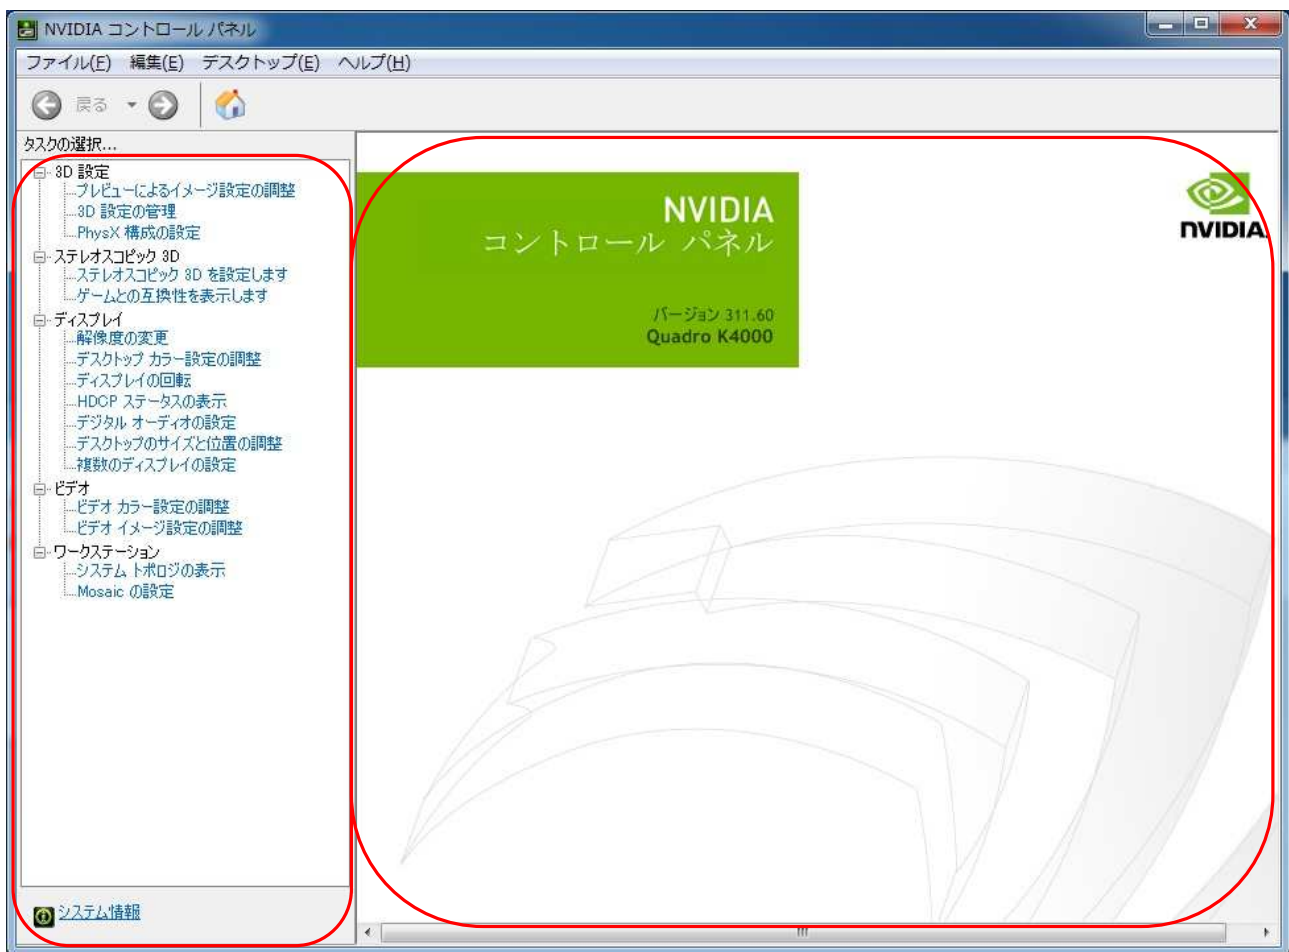 NVIDIA コントロール パネル
ファイル(F) 編集(E) デスクトップ(E) ヘルプ(H)
戻る
タスクの選択...
3D 設定
プレビューによるイメージ設定の調整
3D 設定の管理
PhysX 構成の設定
ステレオスコピック 3D
ステレオスコピック 3D を設定します
ゲームとの互換性を表示します
ディスプレイ
解像度の変更
デスクトップ カラー設定の調整
ディスプレイの回転
HDCP ステータスの表示
デジタル オーディオの設定
デスクトップのサイズと位置の調整
複数のディスプレイの設定
ビデオ
ビデオ カラー設定の調整
ビデオ イメージ設定の調整
ワークステーション
システム トポロジの表示
Mosaic の設定
システム情報
NVIDIA
コントロール パネル
バージョン 311.60
Quadro K4000
NVIDIA.